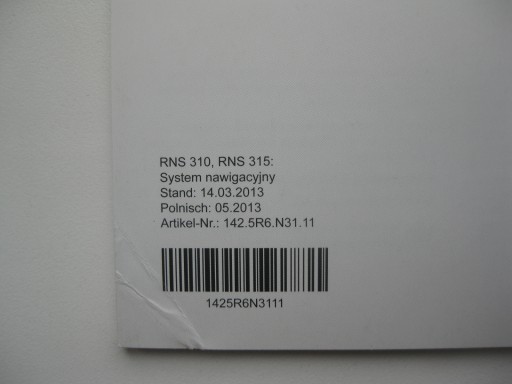 RNS 310, RNS 315:
System nawigacyjny
Stand: 14.03.2013
Polnisch: 05.2013
Artikel-Nr.: 142.5R6.N31.11
1425R6N3111